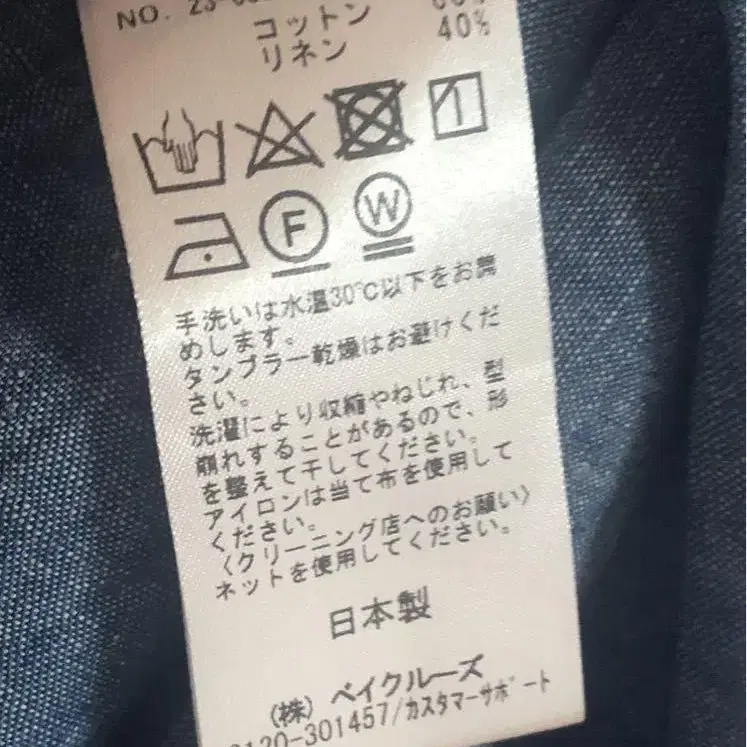 NO. 23-0
コットン
リネン 40%
F W
手洗いは水温30℃以下をお薦
めします。
タンブラー乾燥はお避けくだ
さい。
洗濯により収縮やねじれ、型
崩れすることがあるので、形
を整えて干してください。
アイロンは当て布を使用して
ください。
〈クリーニング店へのお願い〉
ネットを使用してください。
日本製
(株) ベイクルーズ
0120-301457/カスタマーサポート